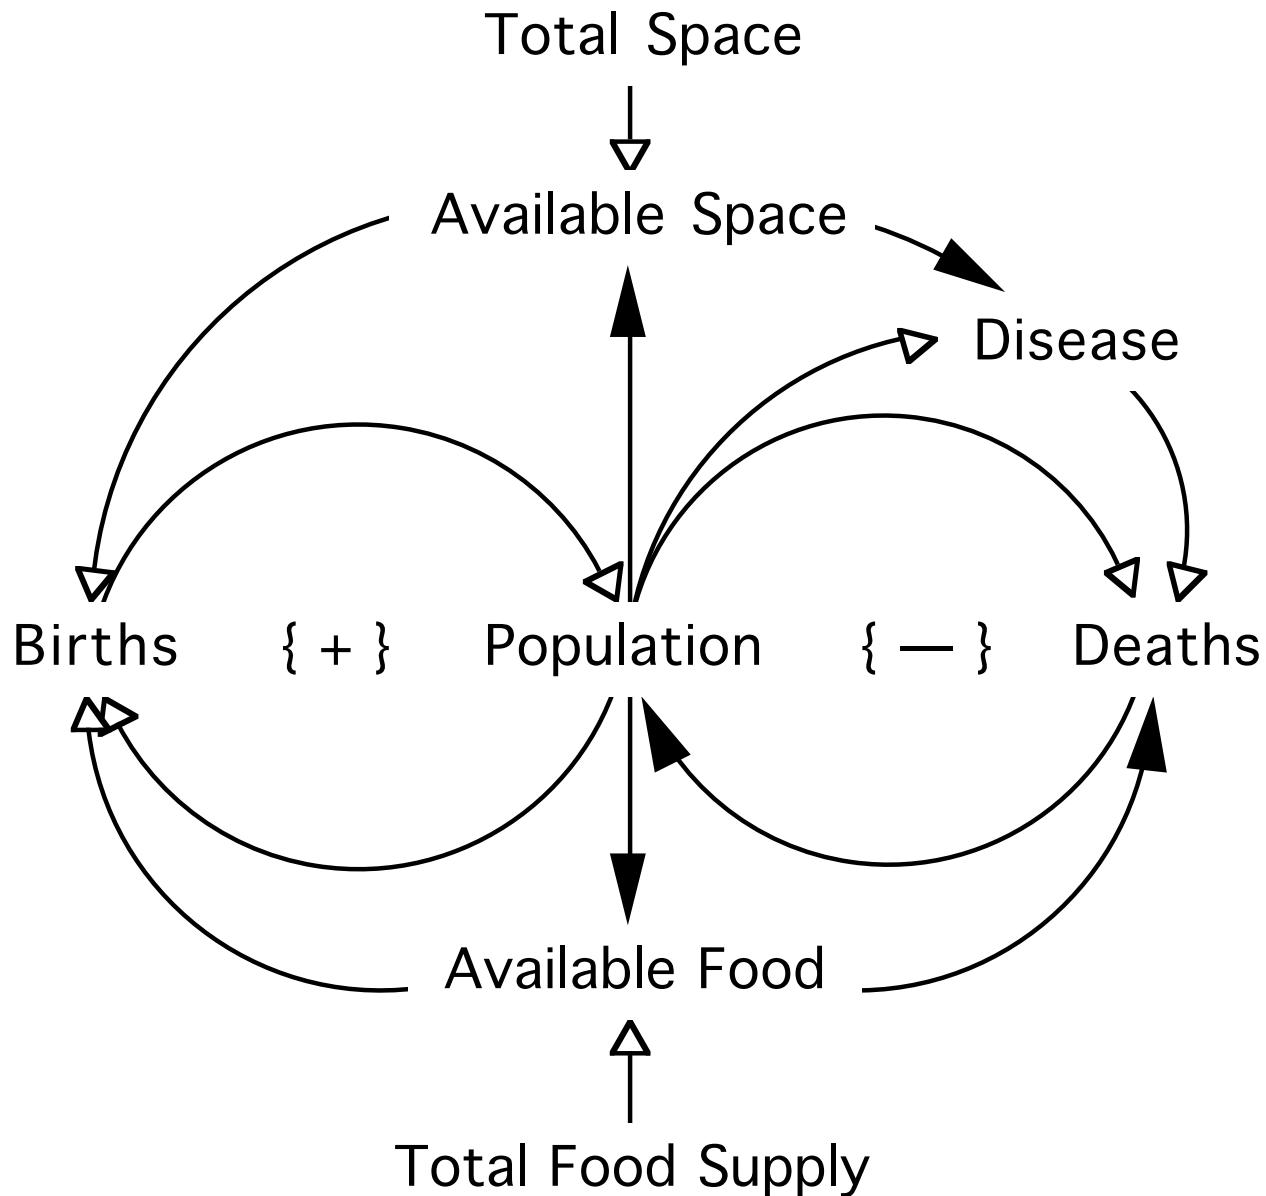 Total Space
Available Space
Disease
Births { + } Population { — } Deaths
Available Food
Total Food Supply